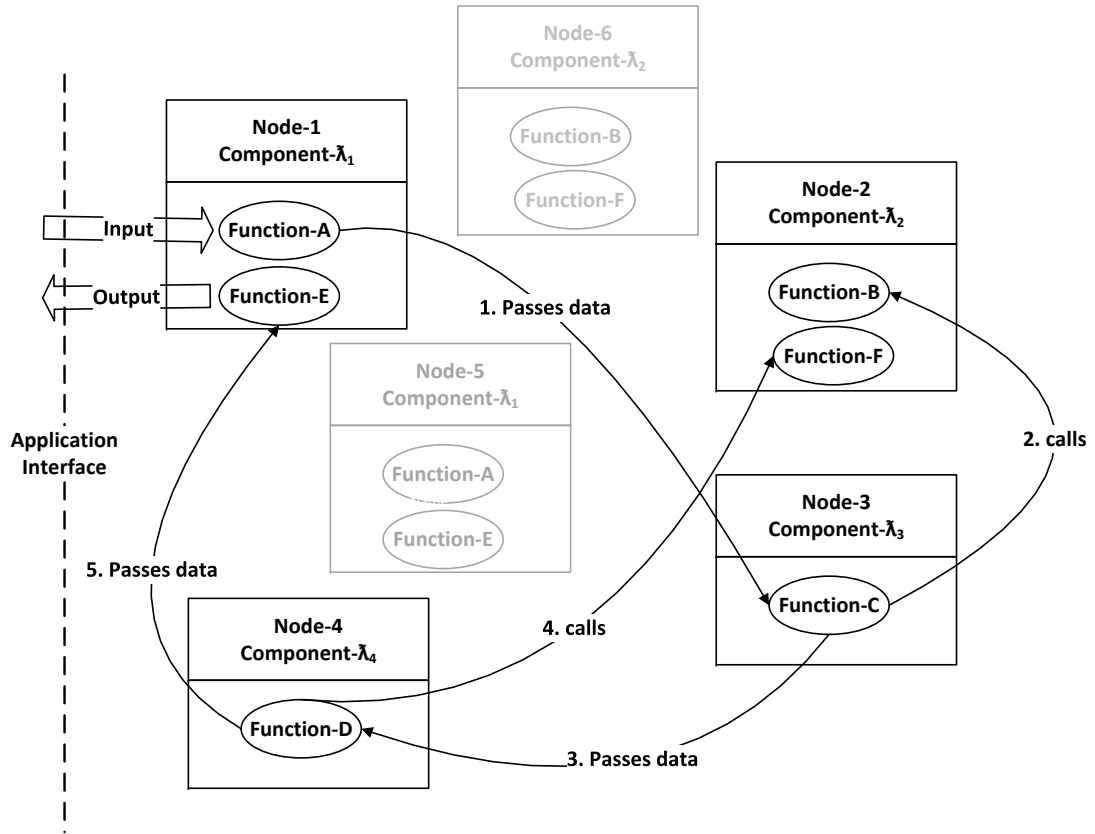 Node-6
Component-ƛ₂
Function-B
Function-F
Node-1
Component-ƛ₁
Input
Function-A
Output
Function-E
Node-2
Component-ƛ₂
Function-B
Function-F
1. Passes data
Node-5
Component-ƛ₁
Function-A
Function-E
Application
Interface
2. calls
Node-3
Component-ƛ₃
Function-C
5. Passes data
4. calls
Node-4
Component-ƛ₄
Function-D
3. Passes data